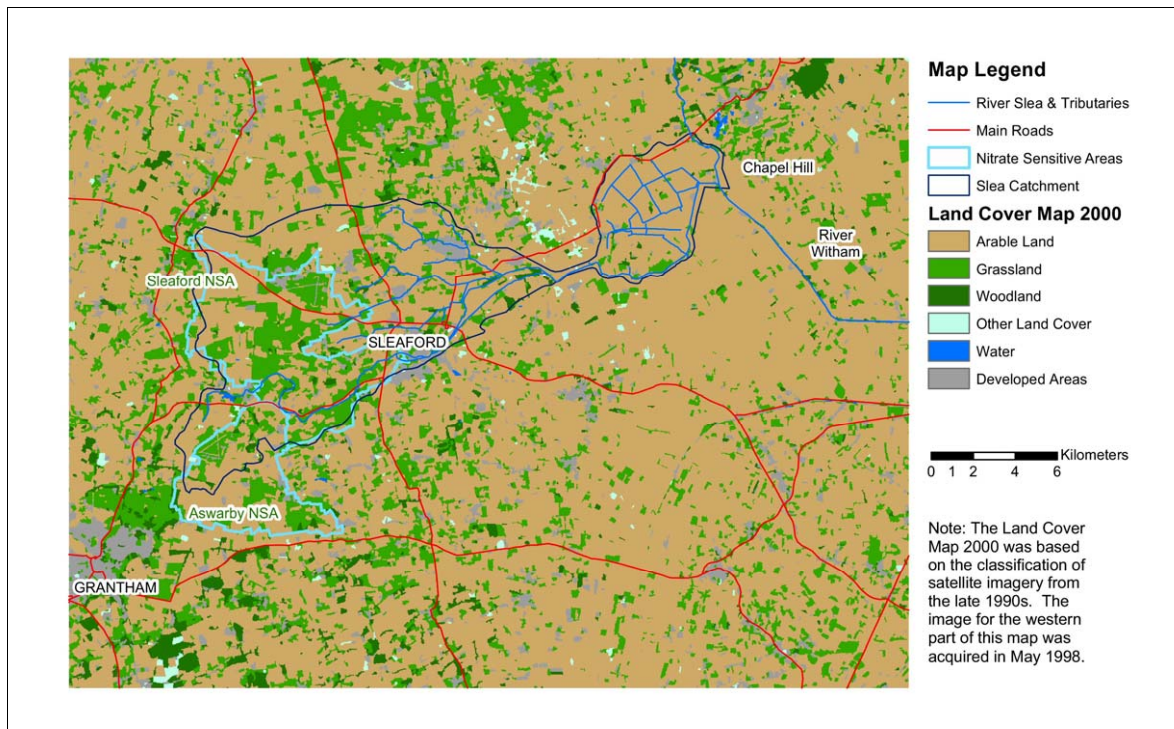 Chapel Hill
River
Witham
Sleaford NSA
SLEAFORD
Aswarby NSA
GRANTHAM
Map Legend
River Slea & Tributaries
Main Roads
Nitrate Sensitive Areas
Slea Catchment
Land Cover Map 2000
Arable Land
Grassland
Woodland
Other Land Cover
Water
Developed Areas
Kilometers
0 1 2 4 6
Note: The Land Cover
Map 2000 was based
on the classification of
satellite imagery from
the late 1990s. The
image for the western
part of this map was
acquired in May 1998.